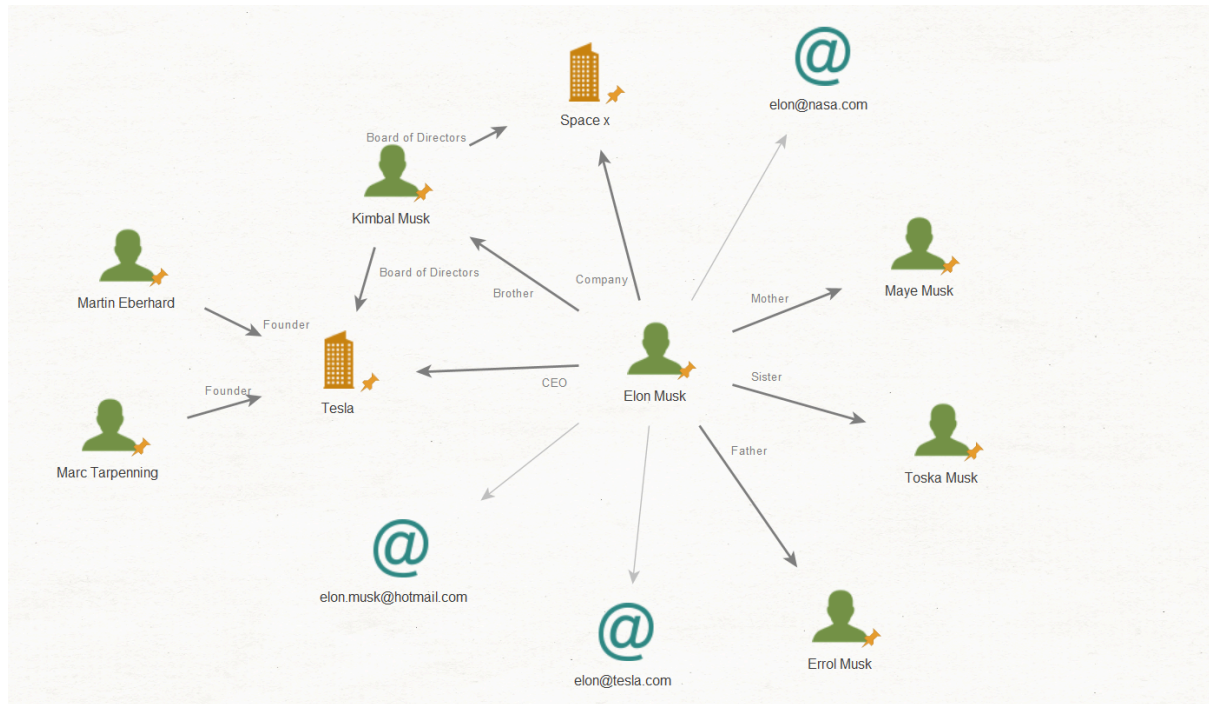 elon@nasa.com
Space x
Board of Directors
Kimbal Musk
Board of Directors
Brother
Company
Martin Eberhard
Founder
Mother
Maye Musk
Tesla
CEO
Elon Musk
Sister
Founder
Marc Tarpenning
Father
Toska Musk
elon.musk@hotmail.com
elon@tesla.com
Errol Musk